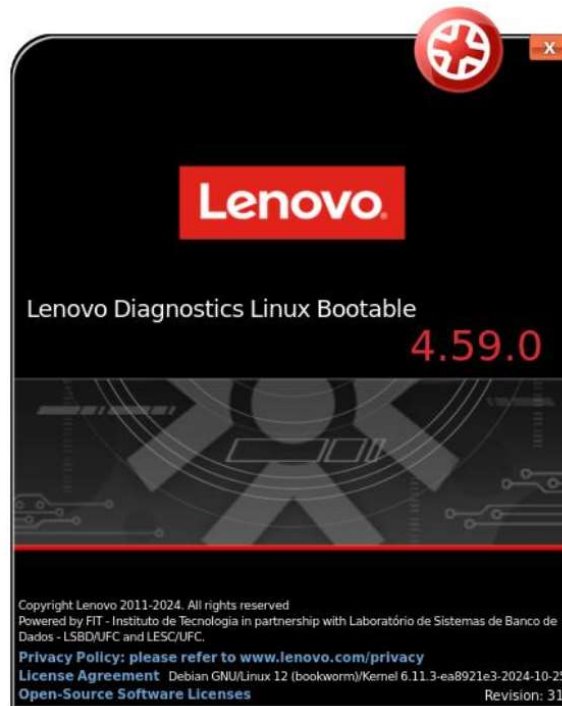 X
Lenovo.
Lenovo Diagnostics Linux Bootable
4.59.0
Copyright Lenovo 2011-2024. All rights reserved
Powered by FIT - Instituto de Tecnologia in partnership with Laboratório de Sistemas de Banco de
Dados - LSBD/UFC and LESC/UFC.
Privacy Policy: please refer to www.lenovo.com/privacy
License Agreement Debian GNU/Linux 12 (bookworm)/Kernel 6.11.3-ea8921e3-2024-10-25
Open-Source Software Licenses Revision: 31